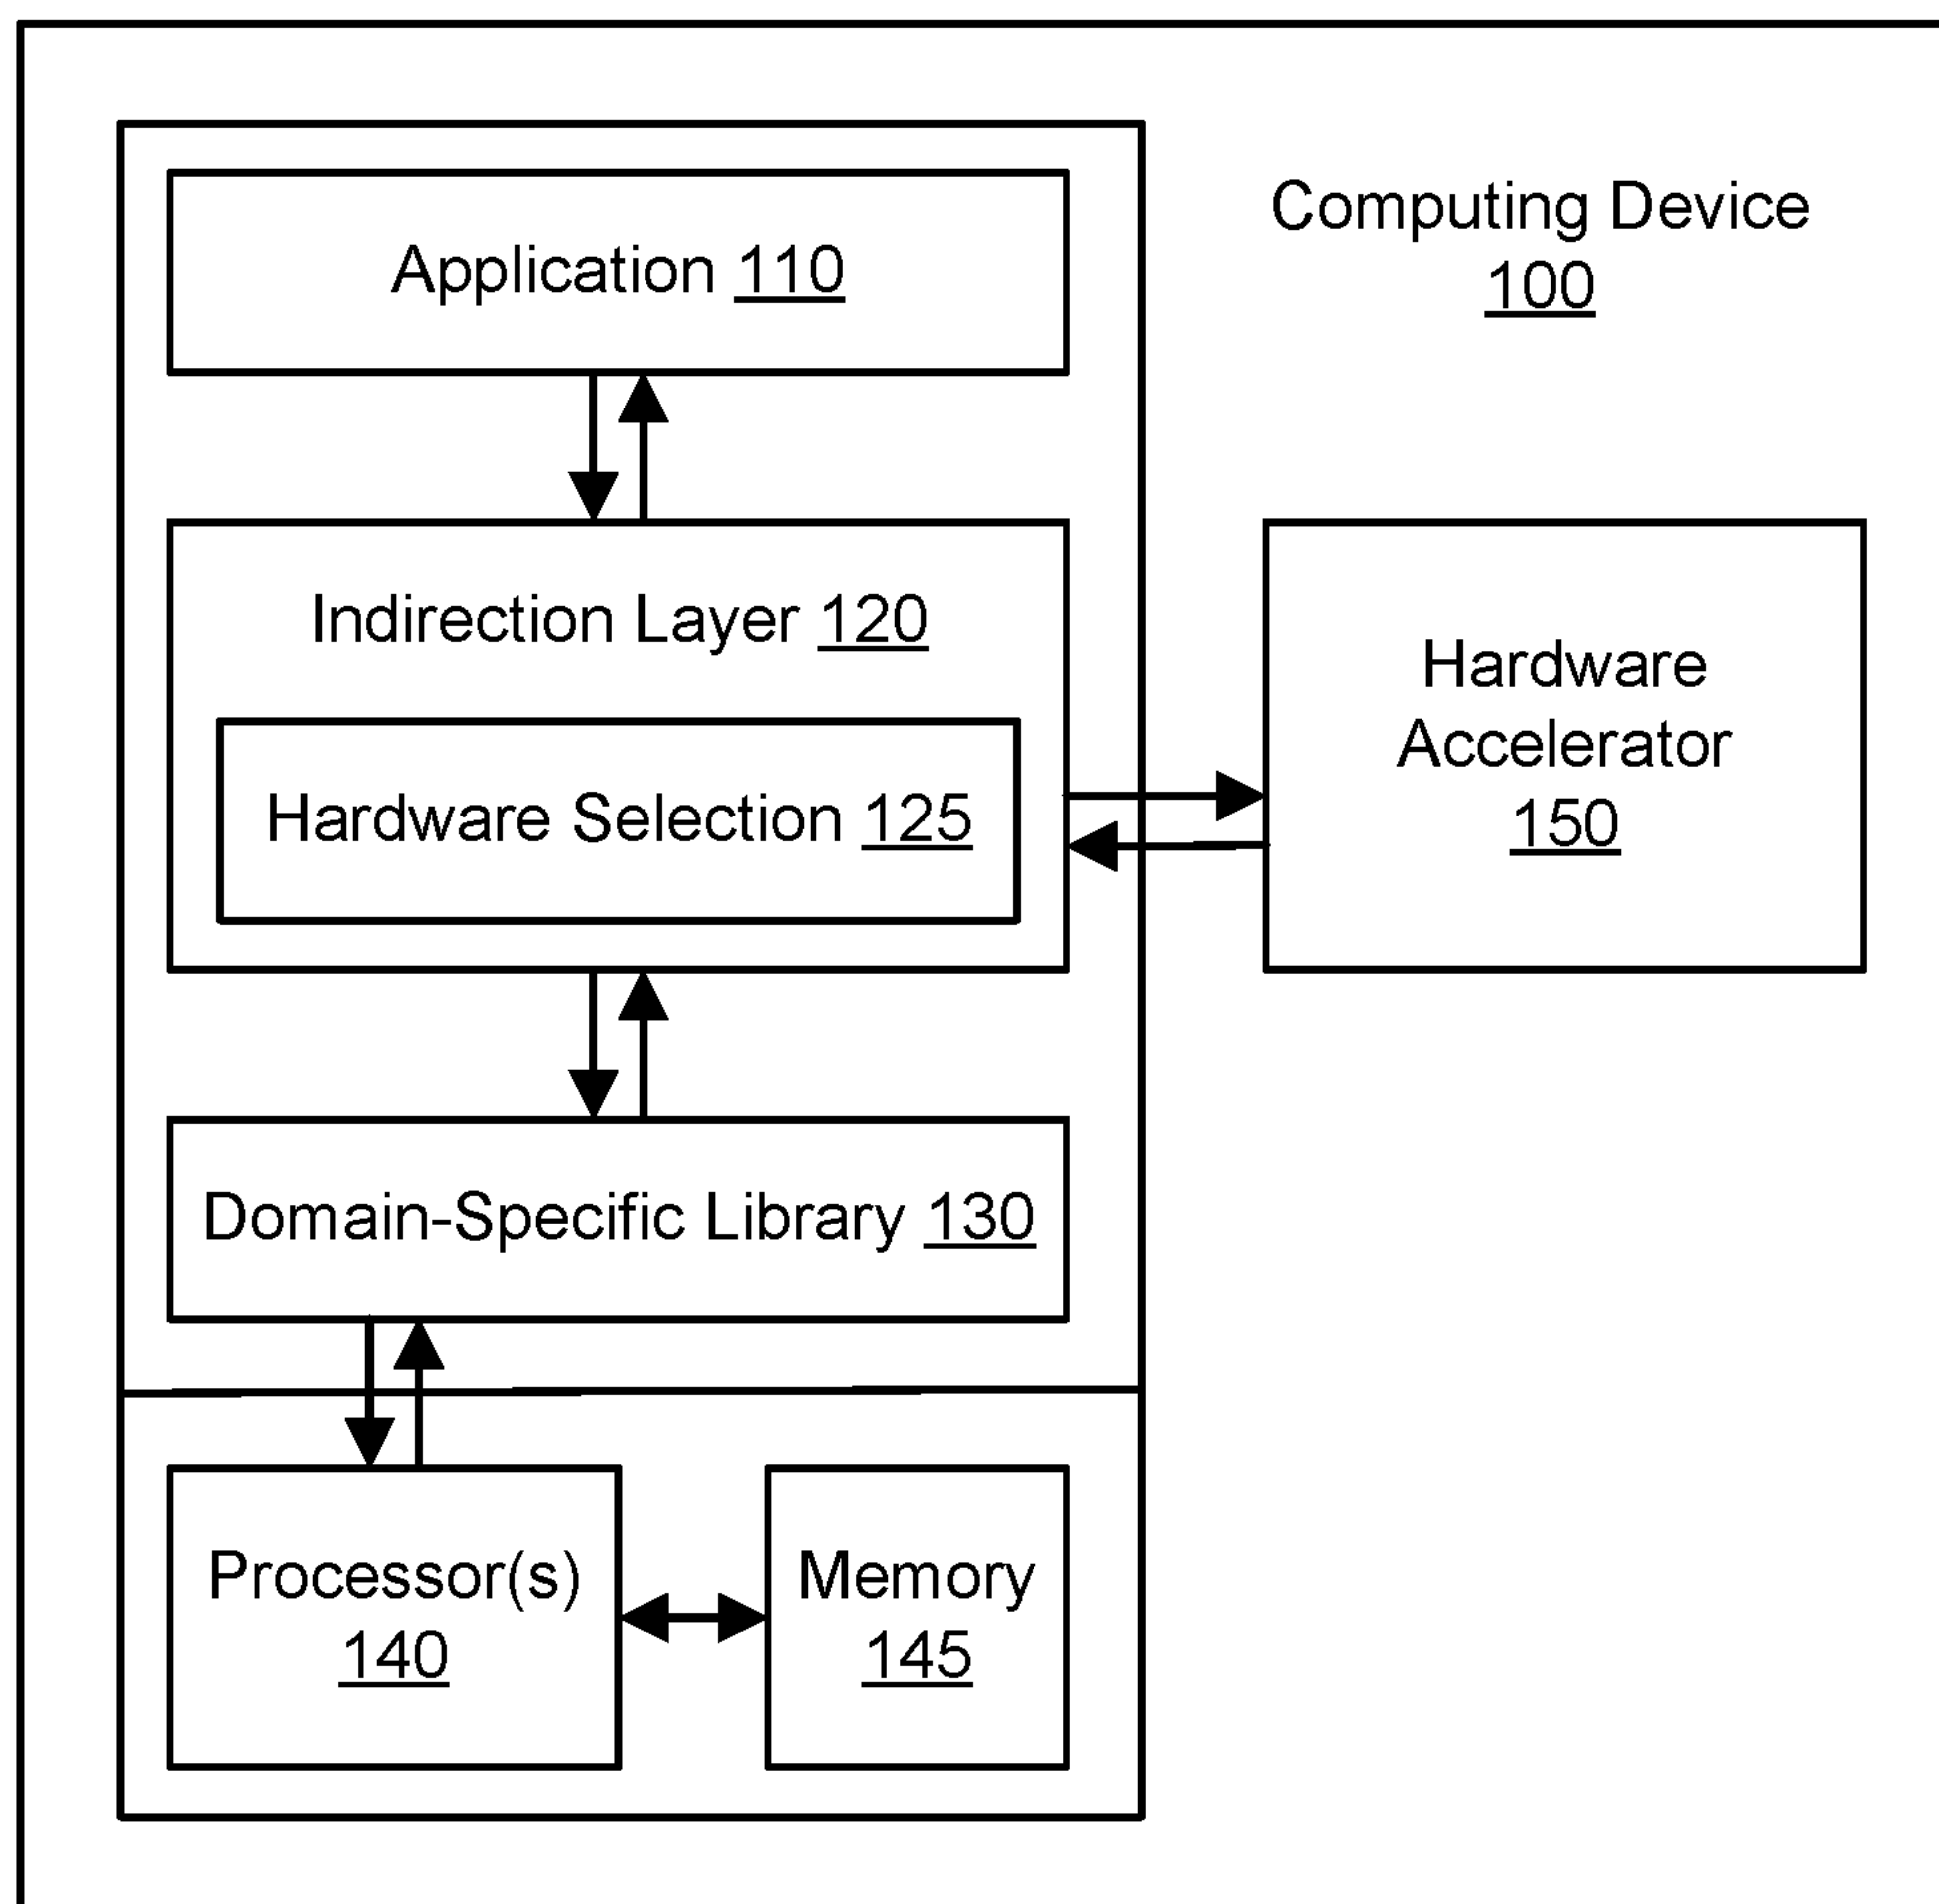 Application 110
Computing Device
100
Indirection Layer 120
Hardware Selection 125
Hardware
Accelerator
150
Domain-Specific Library 130
Processor(s)
140
Memory
145